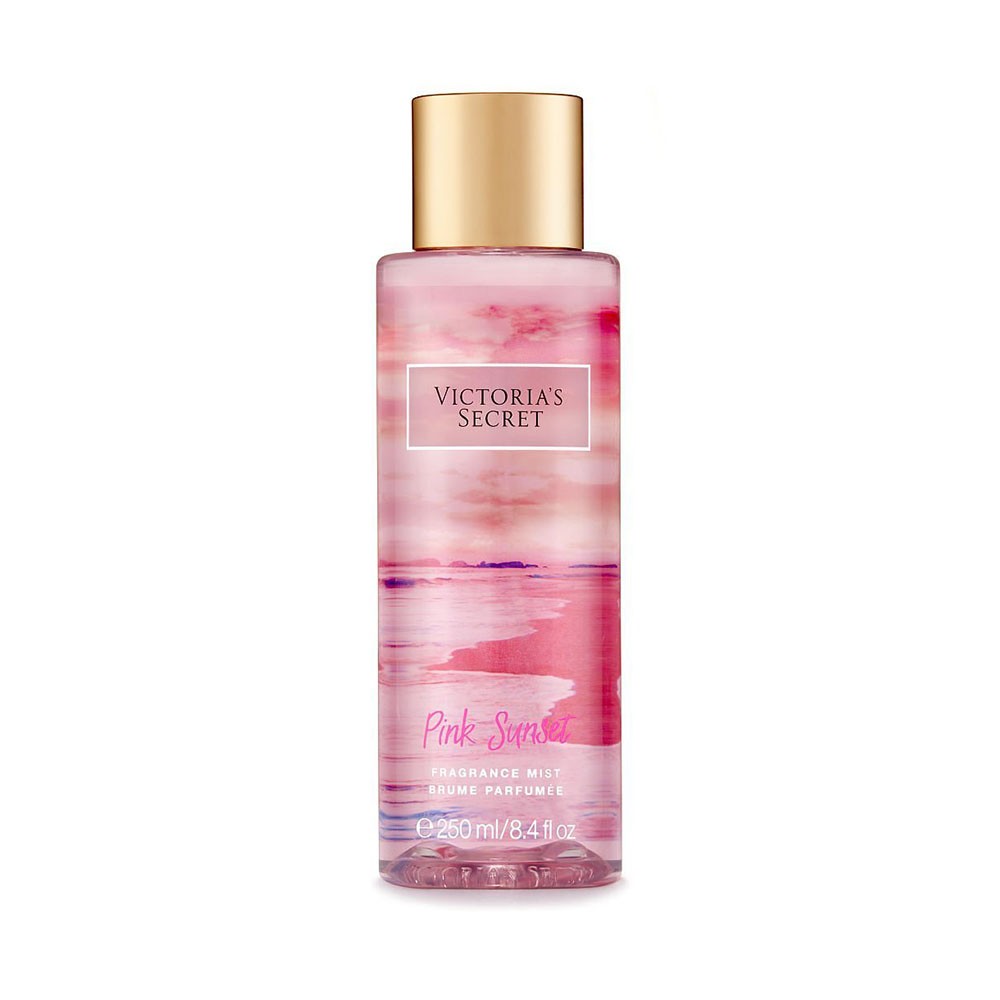 VICTORIA'S
SECRET
Pink Sunset
FRAGRANCE MIST
BRUME PARFUMÉE
℮ 250 ml/8.4 fl oz